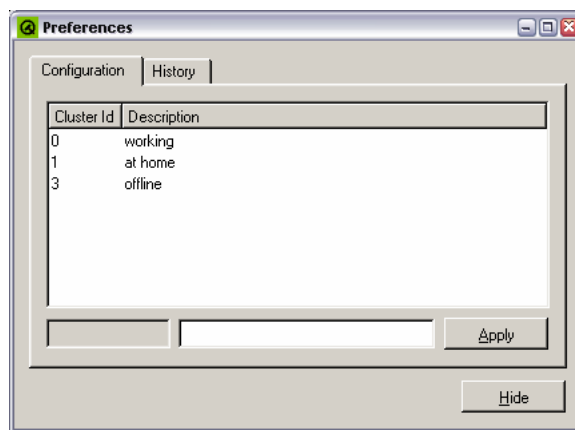 Preferences
Configuration History
Cluster Id Description
0 working
1 at home
3 offline
Apply
Hide